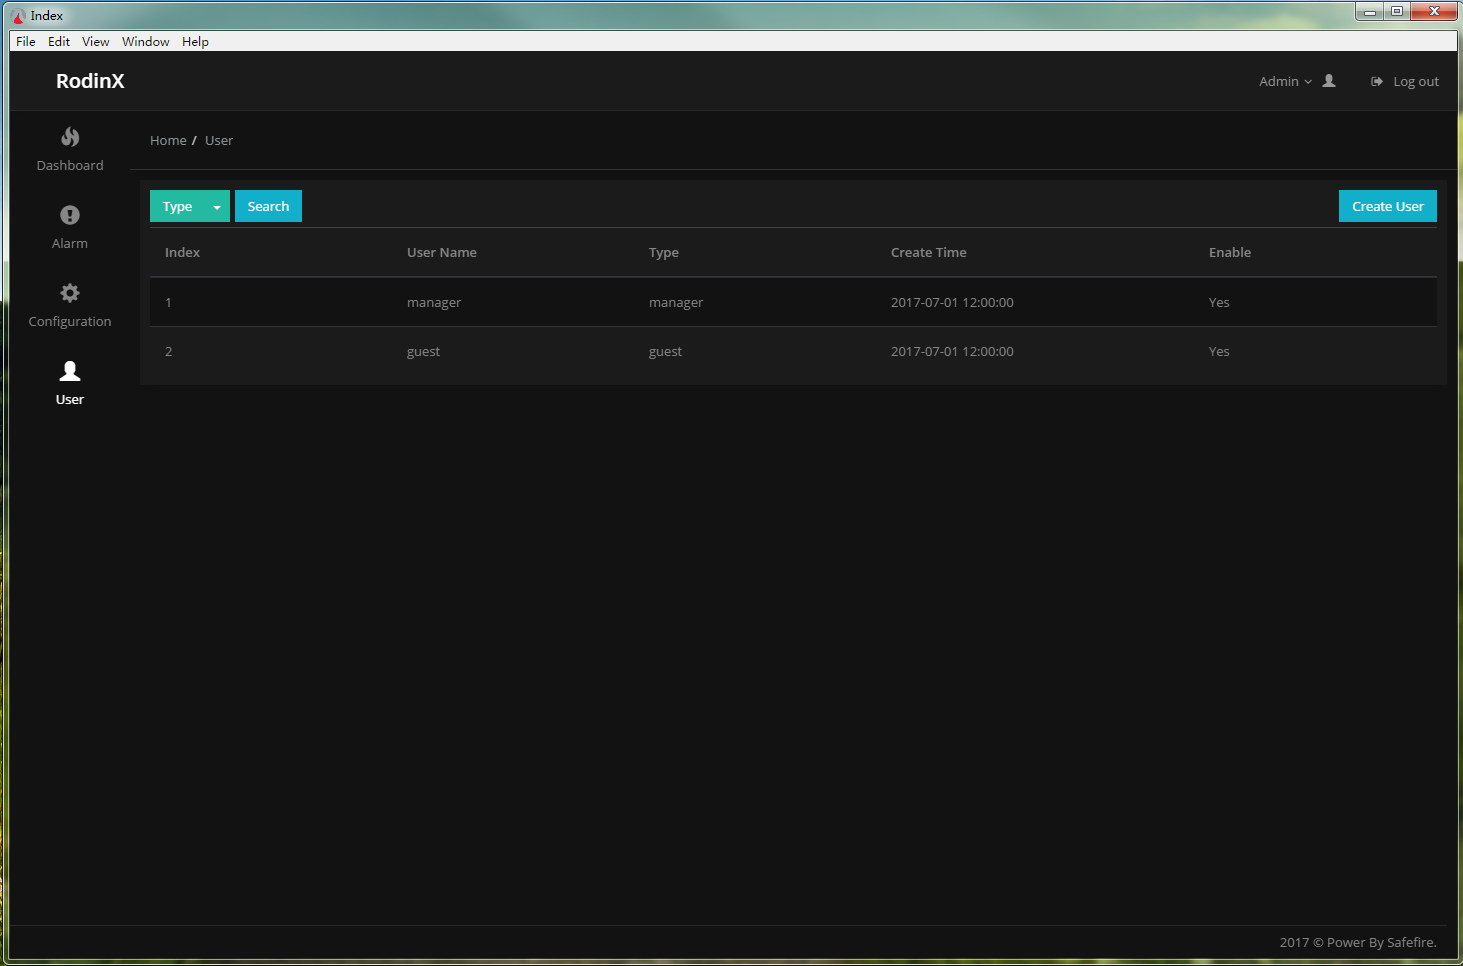 Index
File Edit View Window Help
RodinX
Admin
Log out
Dashboard
Alarm
Configuration
User
Home / User
Type
Search
Create User
Index User Name Type Create Time Enable
1 manager manager 2017-07-01 12:00:00 Yes
2 guest guest 2017-07-01 12:00:00 Yes
2017 © Power By Safefire.